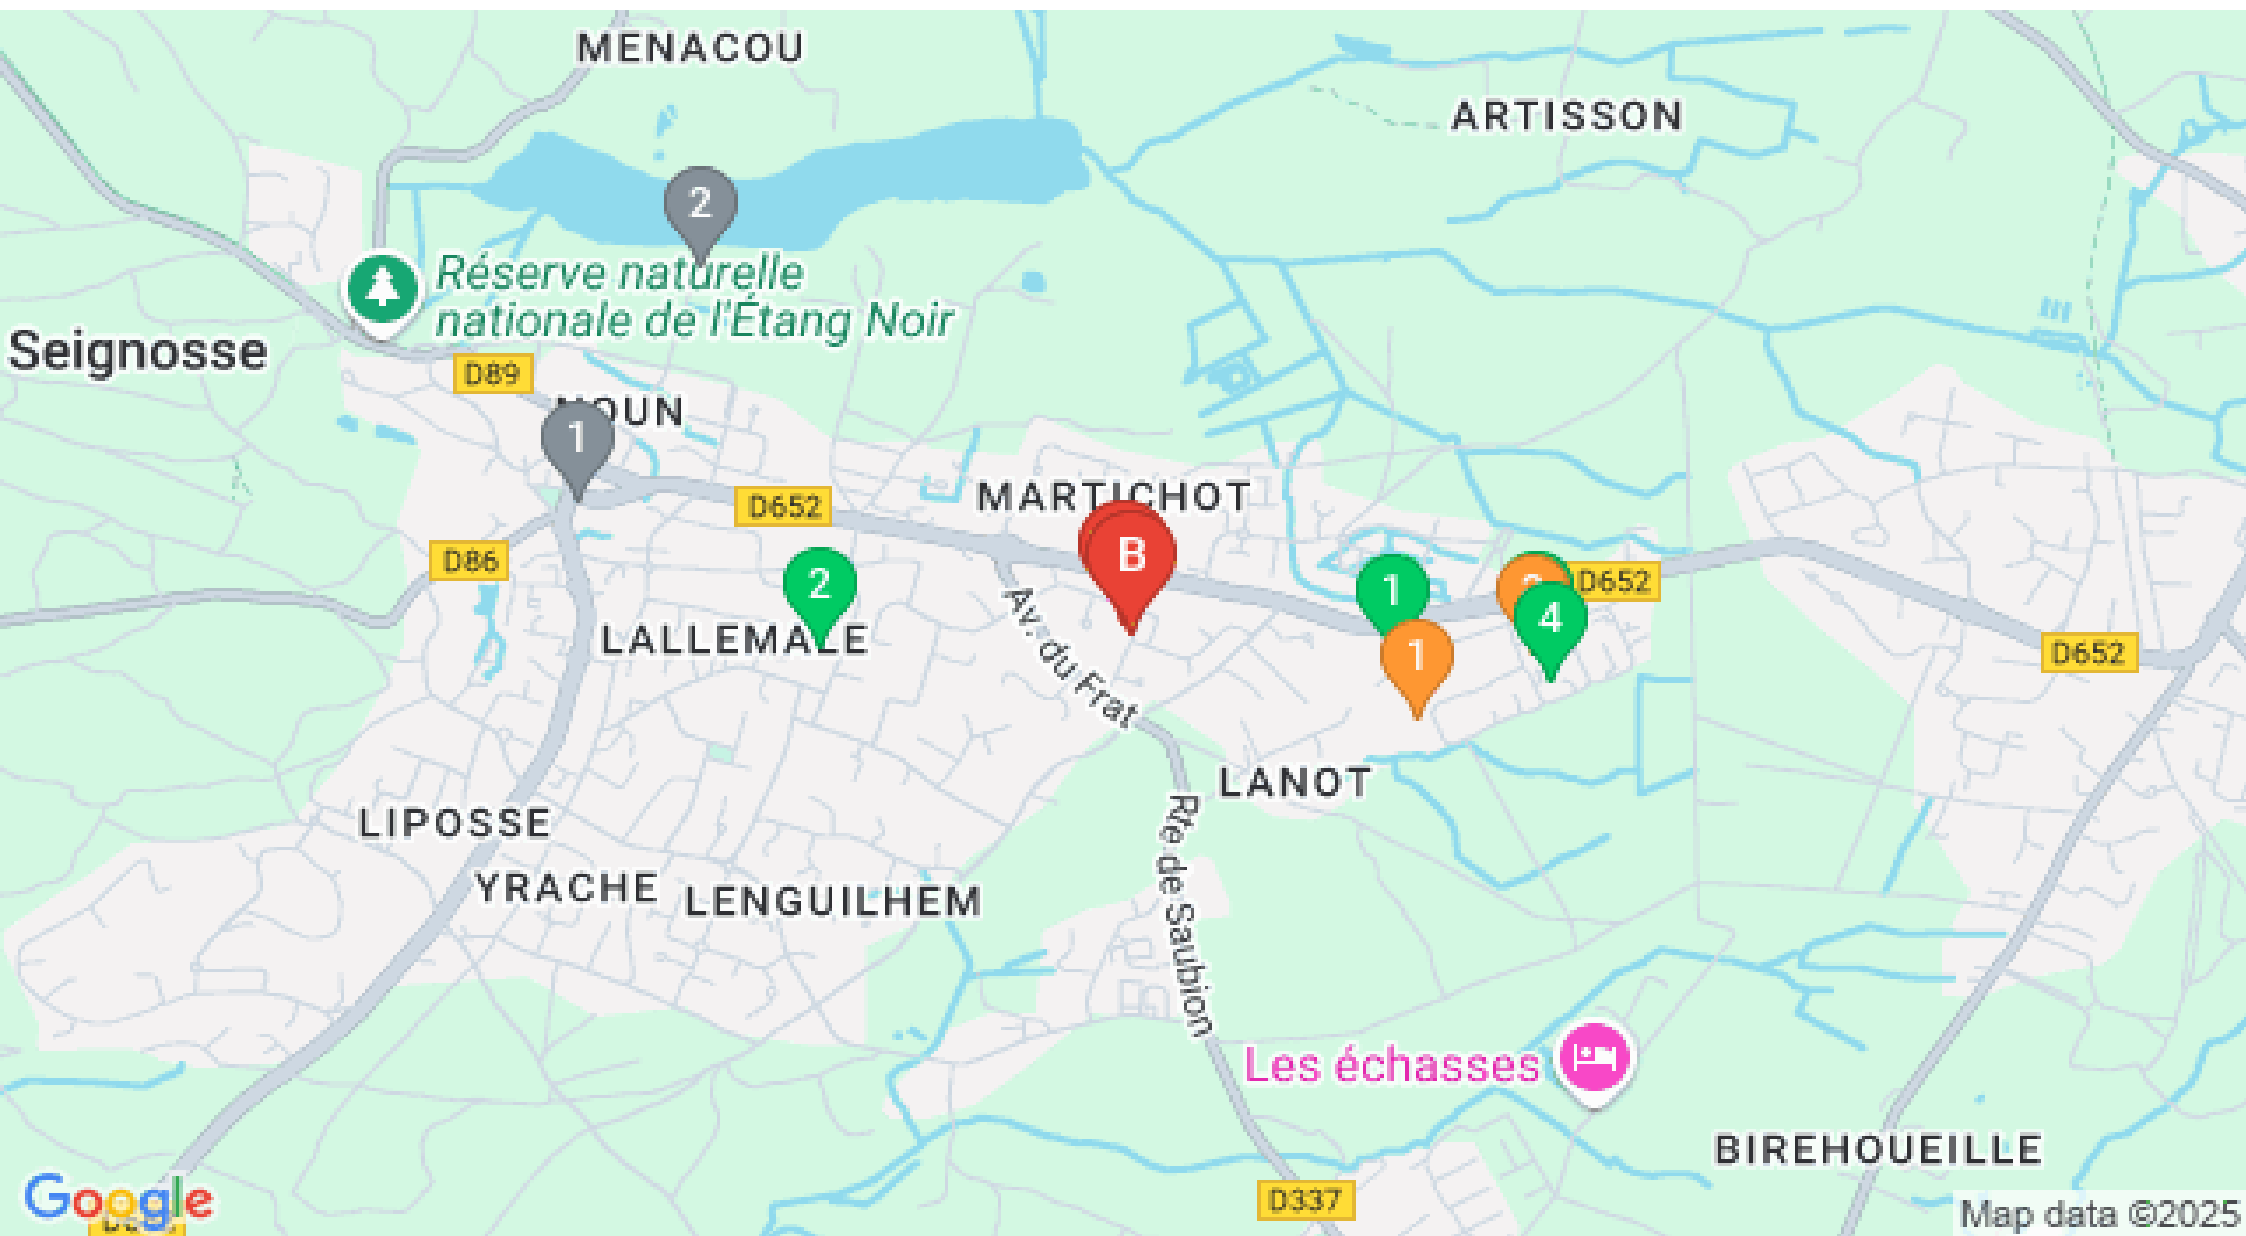 MENACOU
ARTISSON
2
Réserve naturelle
nationale de l'Étang Noir
Seignosse
D89
1
MARTICHOT
D652
B
D86
2
1
D652
4
LALLEMALE
Av. du Frat
1
D652
LANOT
LIPOSSE
Rte de Saubion
YRACHE
LENGUILHEM
Les échasses
BIREHOUEILLE
Google
D337
Map data ©2025